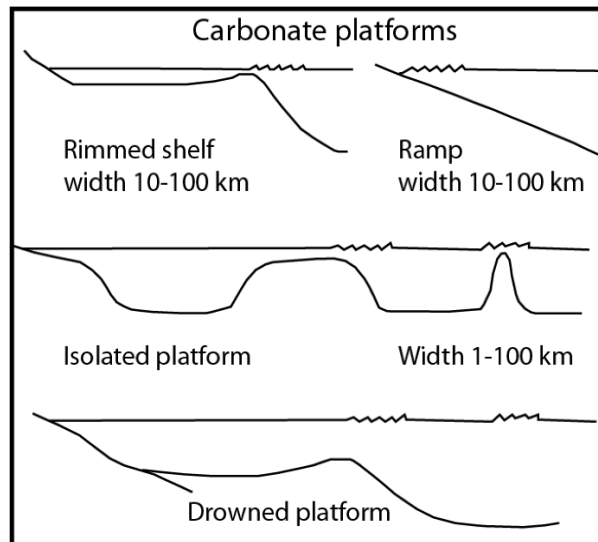 Carbonate platforms
Rimmed shelf
width 10-100 km
Ramp
width 10-100 km
Isolated platform
Width 1-100 km
Drowned platform